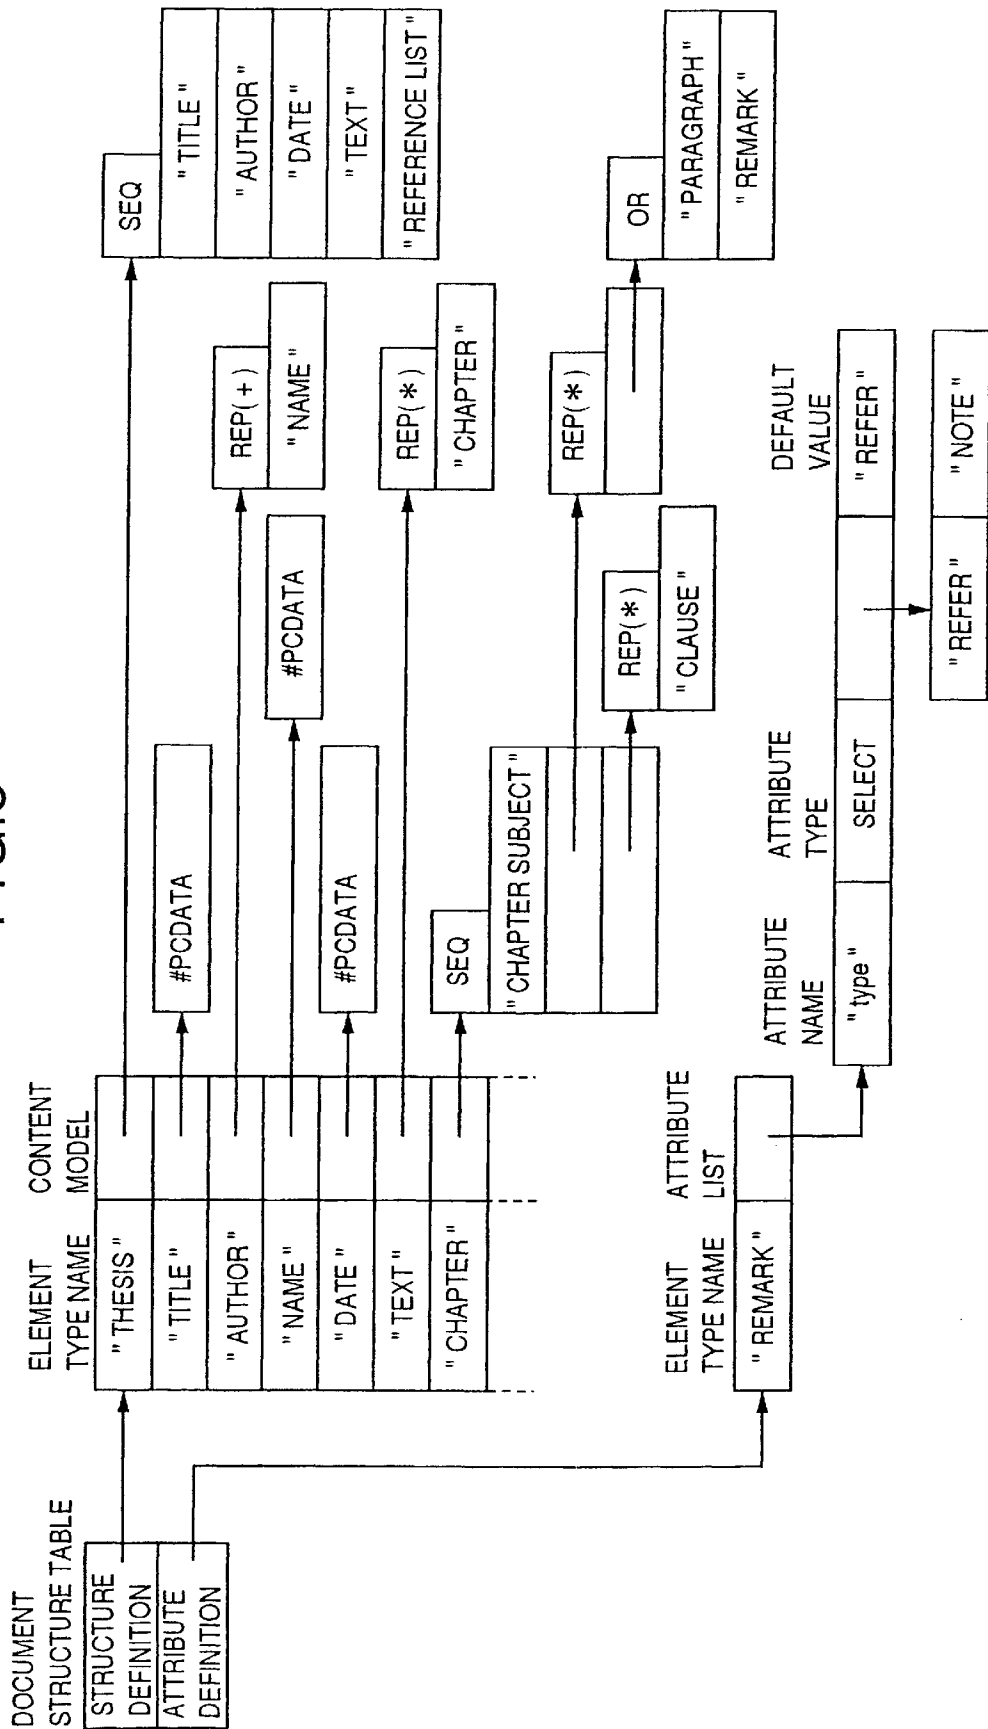 DOCUMENT
STRUCTURE TABLE
STRUCTURE
DEFINITION
ATTRIBUTE
DEFINITION
ELEMENT
TYPE NAME
CONTENT
MODEL
" THESIS "
" TITLE "
" AUTHOR "
" NAME "
" DATE "
" TEXT "
" CHAPTER "
SEQ
" TITLE "
" AUTHOR "
" DATE "
" TEXT "
" REFERENCE LIST "
#PCDATA
REP( + )
" NAME "
#PCDATA
#PCDATA
REP( * )
" CHAPTER "
SEQ
" CHAPTER SUBJECT "
REP( * )
OR
" PARAGRAPH "
" REMARK "
REP( * )
" CLAUSE "
ELEMENT
TYPE NAME
ATTRIBUTE
LIST
" REMARK "
ATTRIBUTE
NAME
ATTRIBUTE
TYPE
DEFAULT
VALUE
" type "
SELECT
" REFER "
" REFER "
" NOTE "